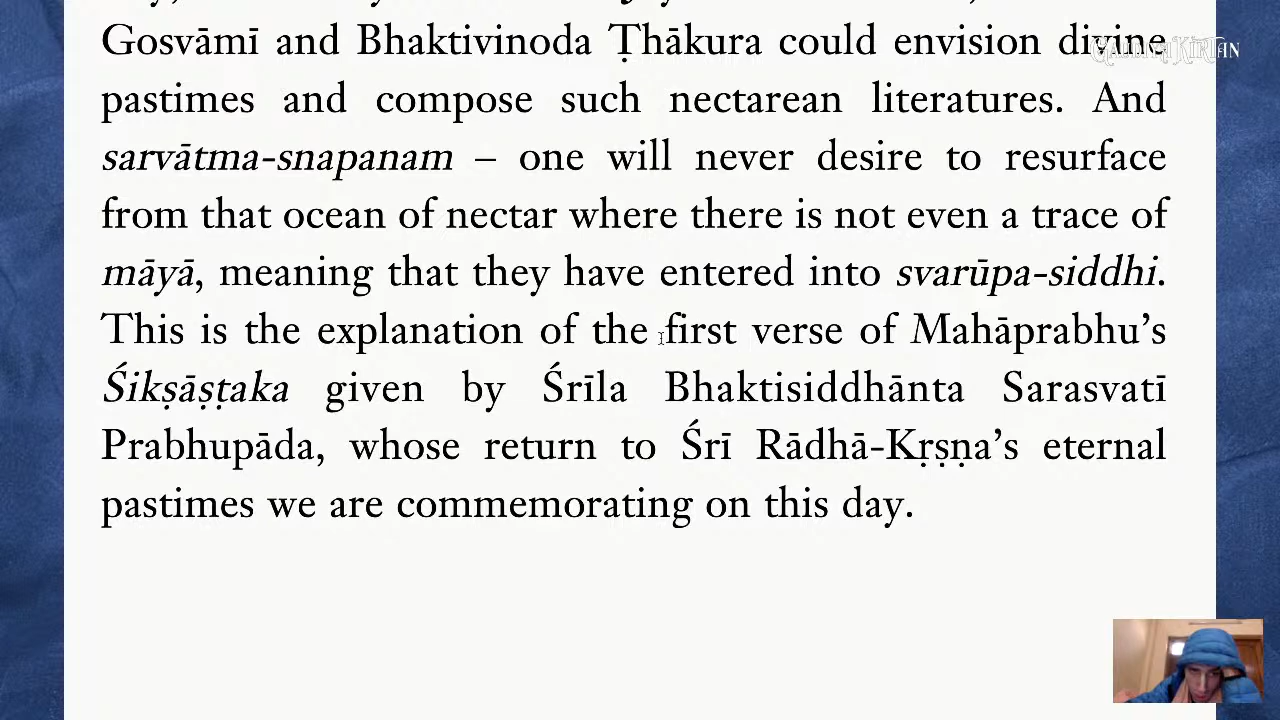 Gosvāmī and Bhaktivinoda Ṭhākura could envision divine
pastimes and compose such nectarean literatures. And
sarvātma-snapanam – one will never desire to resurface
from that ocean of nectar where there is not even a trace of
māyā, meaning that they have entered into svarūpa-siddhi.
This is the explanation of the first verse of Mahāprabhu’s
Śikṣāṣṭaka given by Śrīla Bhaktisiddhānta Sarasvatī
Prabhupāda, whose return to Śrī Rādhā-Kṛṣṇa’s eternal
pastimes we are commemorating on this day.